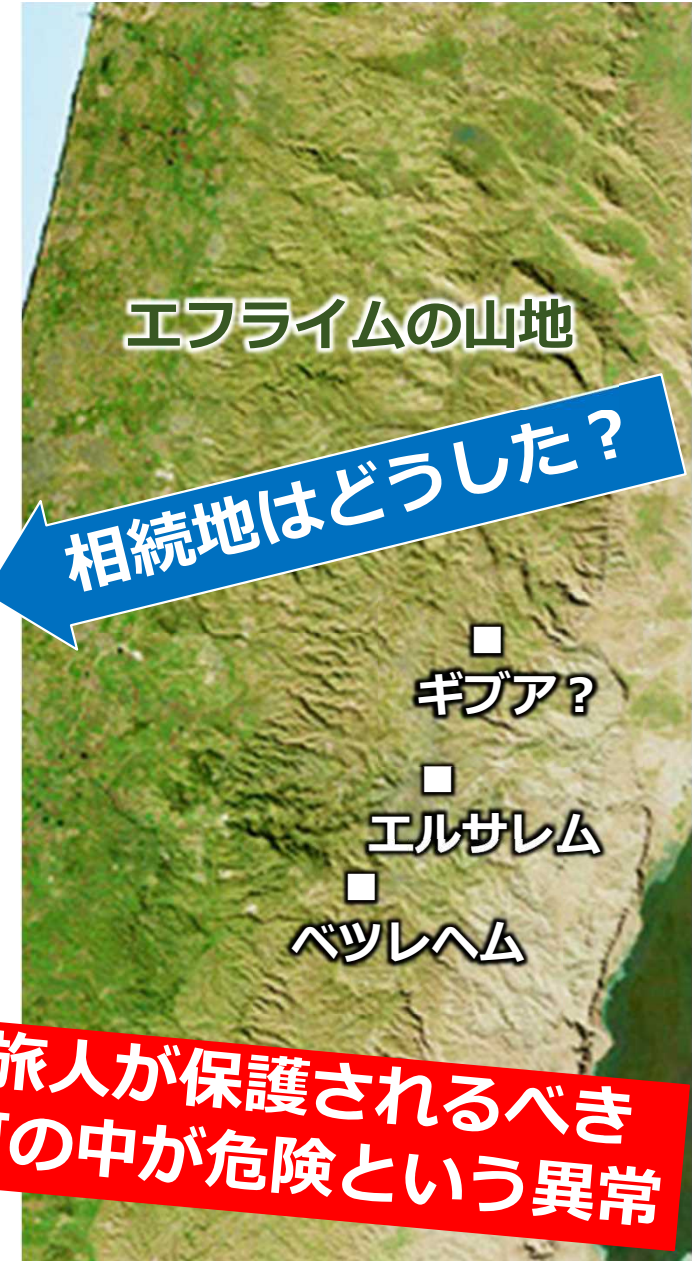 エフライムの山地
相続地はどうした？
ギブア？
エルサレム
ベツレヘム
旅人が保護されるべき
の中が危険という異常